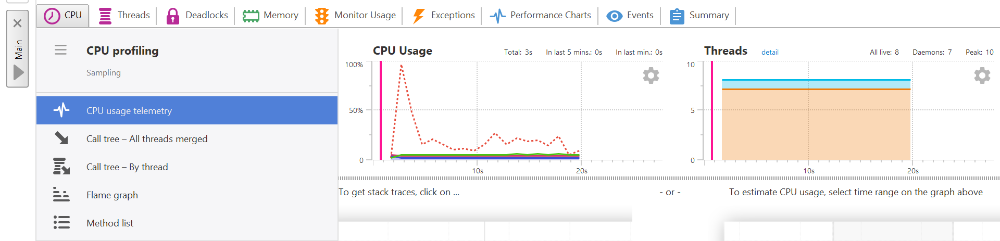 CPU
Threads
Deadlocks
Memory
Monitor Usage
Exceptions
Performance Charts
Events
Summary
Main
CPU profiling
Sampling
CPU usage telemetry
Call tree – All threads merged
Call tree – By thread
Flame graph
Method list
CPU Usage
Total: 3s
In last 5 mins.: 0s
In last min.: 0s
100%
50%
0
10s
20s
Threads
detail
All live: 8
Daemons: 7
Peak: 10
10
5
0
10s
20s
To get stack traces, click on ...
- or -
To estimate CPU usage, select time range on the graph above